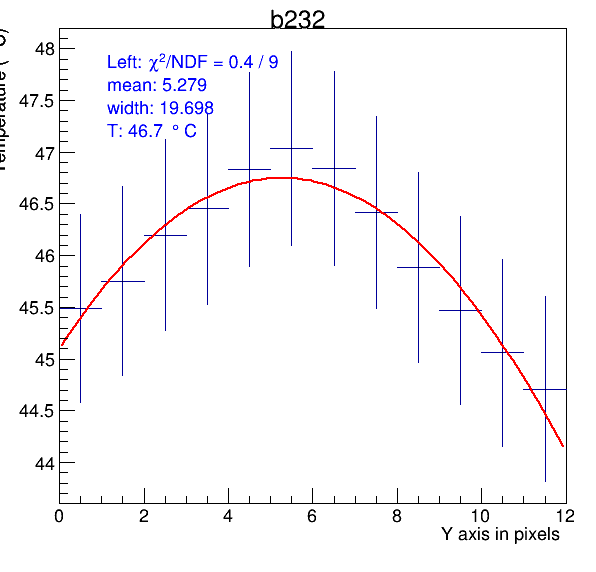 b232
Temperature (°C)
Left: χ²/NDF = 0.4 / 9
mean: 5.279
width: 19.698
T: 46.7 ° C
48
47.5
47
46.5
46
45.5
45
44.5
44
0 2 4 6 8 10 12
Y axis in pixels